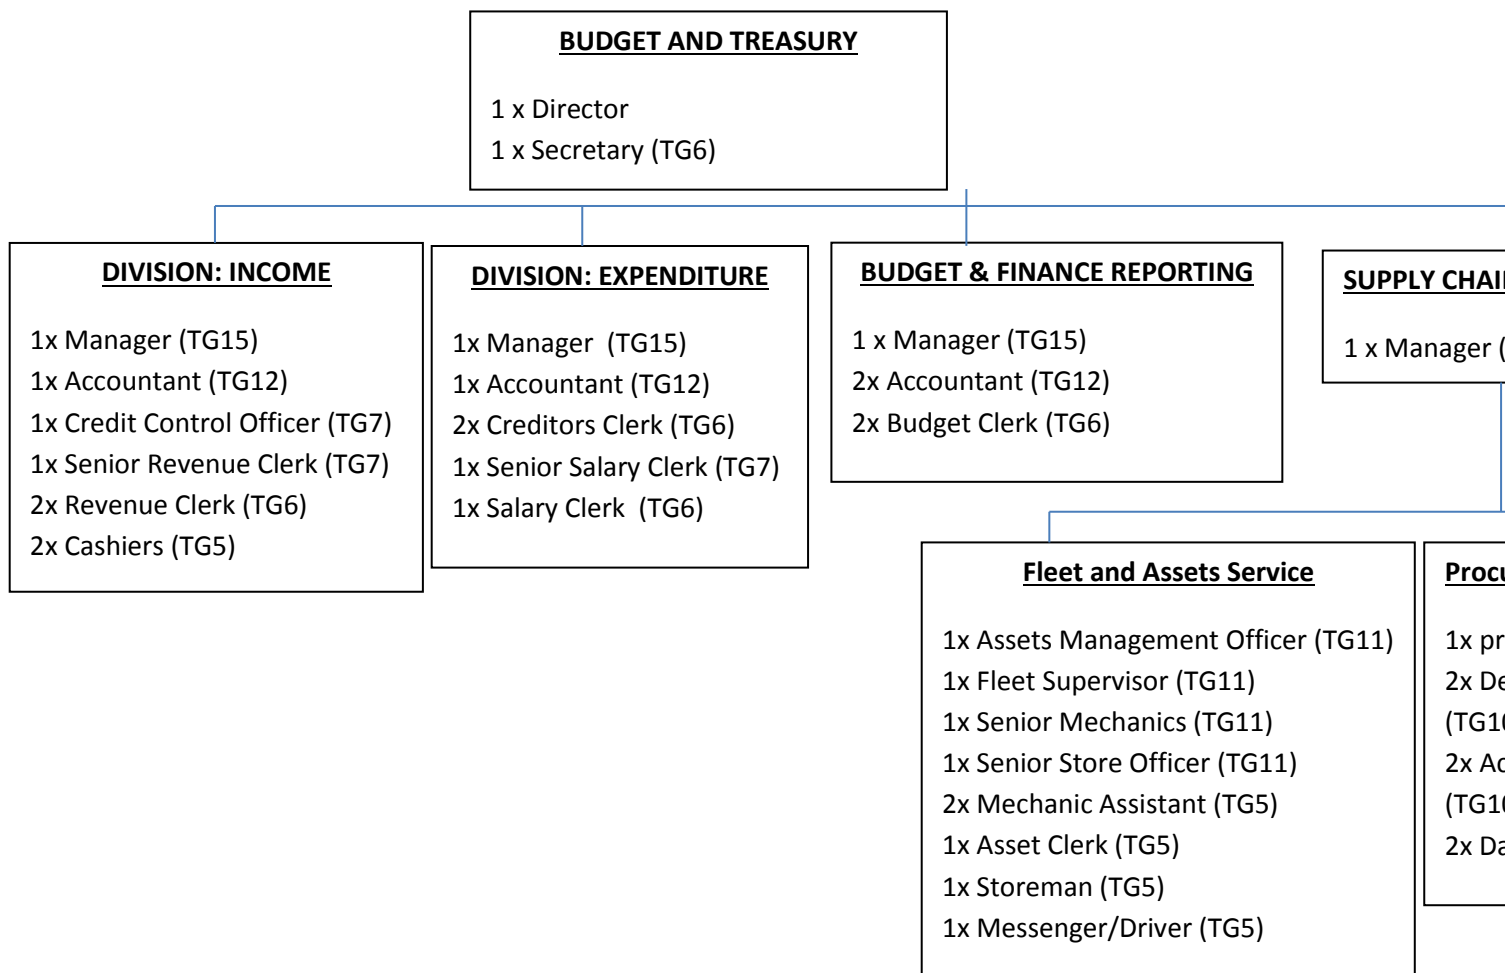 BUDGET AND TREASURY
1 x Director
1 x Secretary (TG6)
DIVISION: INCOME
1x Manager (TG15)
1x Accountant (TG12)
1x Credit Control Officer (TG7)
1x Senior Revenue Clerk (TG7)
2x Revenue Clerk (TG6)
2x Cashiers (TG5)
DIVISION: EXPENDITURE
1x Manager  (TG15)
1x Accountant (TG12)
2x Creditors Clerk (TG6)
1x Senior Salary Clerk (TG7)
1x Salary Clerk  (TG6)
BUDGET & FINANCE REPORTING
1 x Manager (TG15)
2x Accountant (TG12)
2x Budget Clerk (TG6)
SUPPLY
1 x Manager (
Fleet and Assets Service
1x Assets Management Officer (TG11)
1x Fleet Supervisor (TG11)
1x Senior Mechanics (TG11)
1x Senior Store Officer (TG11)
2x Mechanic Assistant (TG5)
1x Asset Clerk (TG5)
1x Storeman (TG5)
1x Messenger/Driver (TG5)
1x
2x
2x
2x